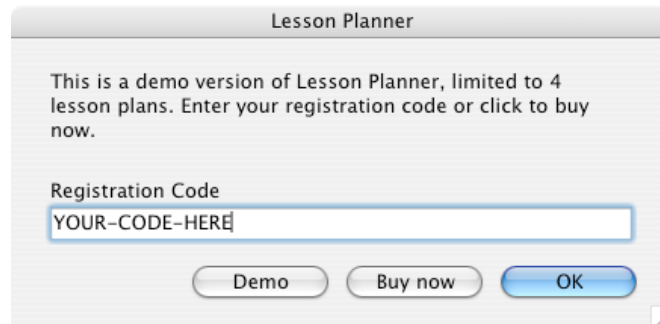 Lesson Planner
This is a demo version of Lesson Planner, limited to 4
lesson plans. Enter your registration code or click to buy
now.
Registration Code
YOUR-CODE-HERE
Demo Buy now OK